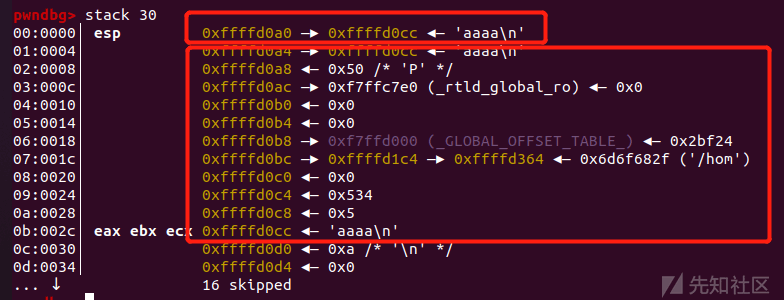 pwndbg> stack 30
00:0000│ esp 0xffffd0a0 —▸ 0xffffd0cc ◂— 'aaaa\n'
01:0004│ 0xffffd0a4 —▸ 0xffffd0cc ◂— 'aaaa\n'
02:0008│ 0xffffd0a8 ◂— 0x50 /* 'P' */
03:000c│ 0xffffd0ac —▸ 0xf7ffc7e0 (_rtld_global_ro) ◂— 0x0
04:0010│ 0xffffd0b0 ◂— 0x0
05:0014│ 0xffffd0b4 ◂— 0x0
06:0018│ 0xffffd0b8 —▸ 0xf7ffd000 (_GLOBAL_OFFSET_TABLE_) ◂— 0x2bf24
07:001c│ 0xffffd0bc —▸ 0xffffd1c4 —▸ 0xffffd364 ◂— 0x6d6f682f ('/hom')
08:0020│ 0xffffd0c0 ◂— 0x0
09:0024│ 0xffffd0c4 ◂— 0x534
0a:0028│ 0xffffd0c8 ◂— 0x5
0b:002c│ eax ebx ecx 0xffffd0cc ◂— 'aaaa\n'
0c:0030│ 0xffffd0d0 ◂— 0xa /* '\n' */
0d:0034│ 0xffffd0d4 ◂— 0x0
... ↓ 16 skipped
先知社区